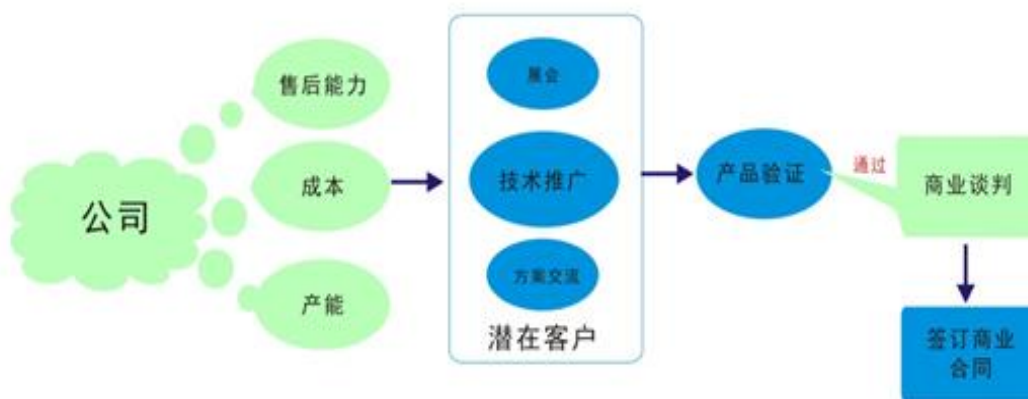 公司
售后能力
成本
产能
展会
技术推广
方案交流
潜在客户
产品验证
通过
商业谈判
签订商业
合同